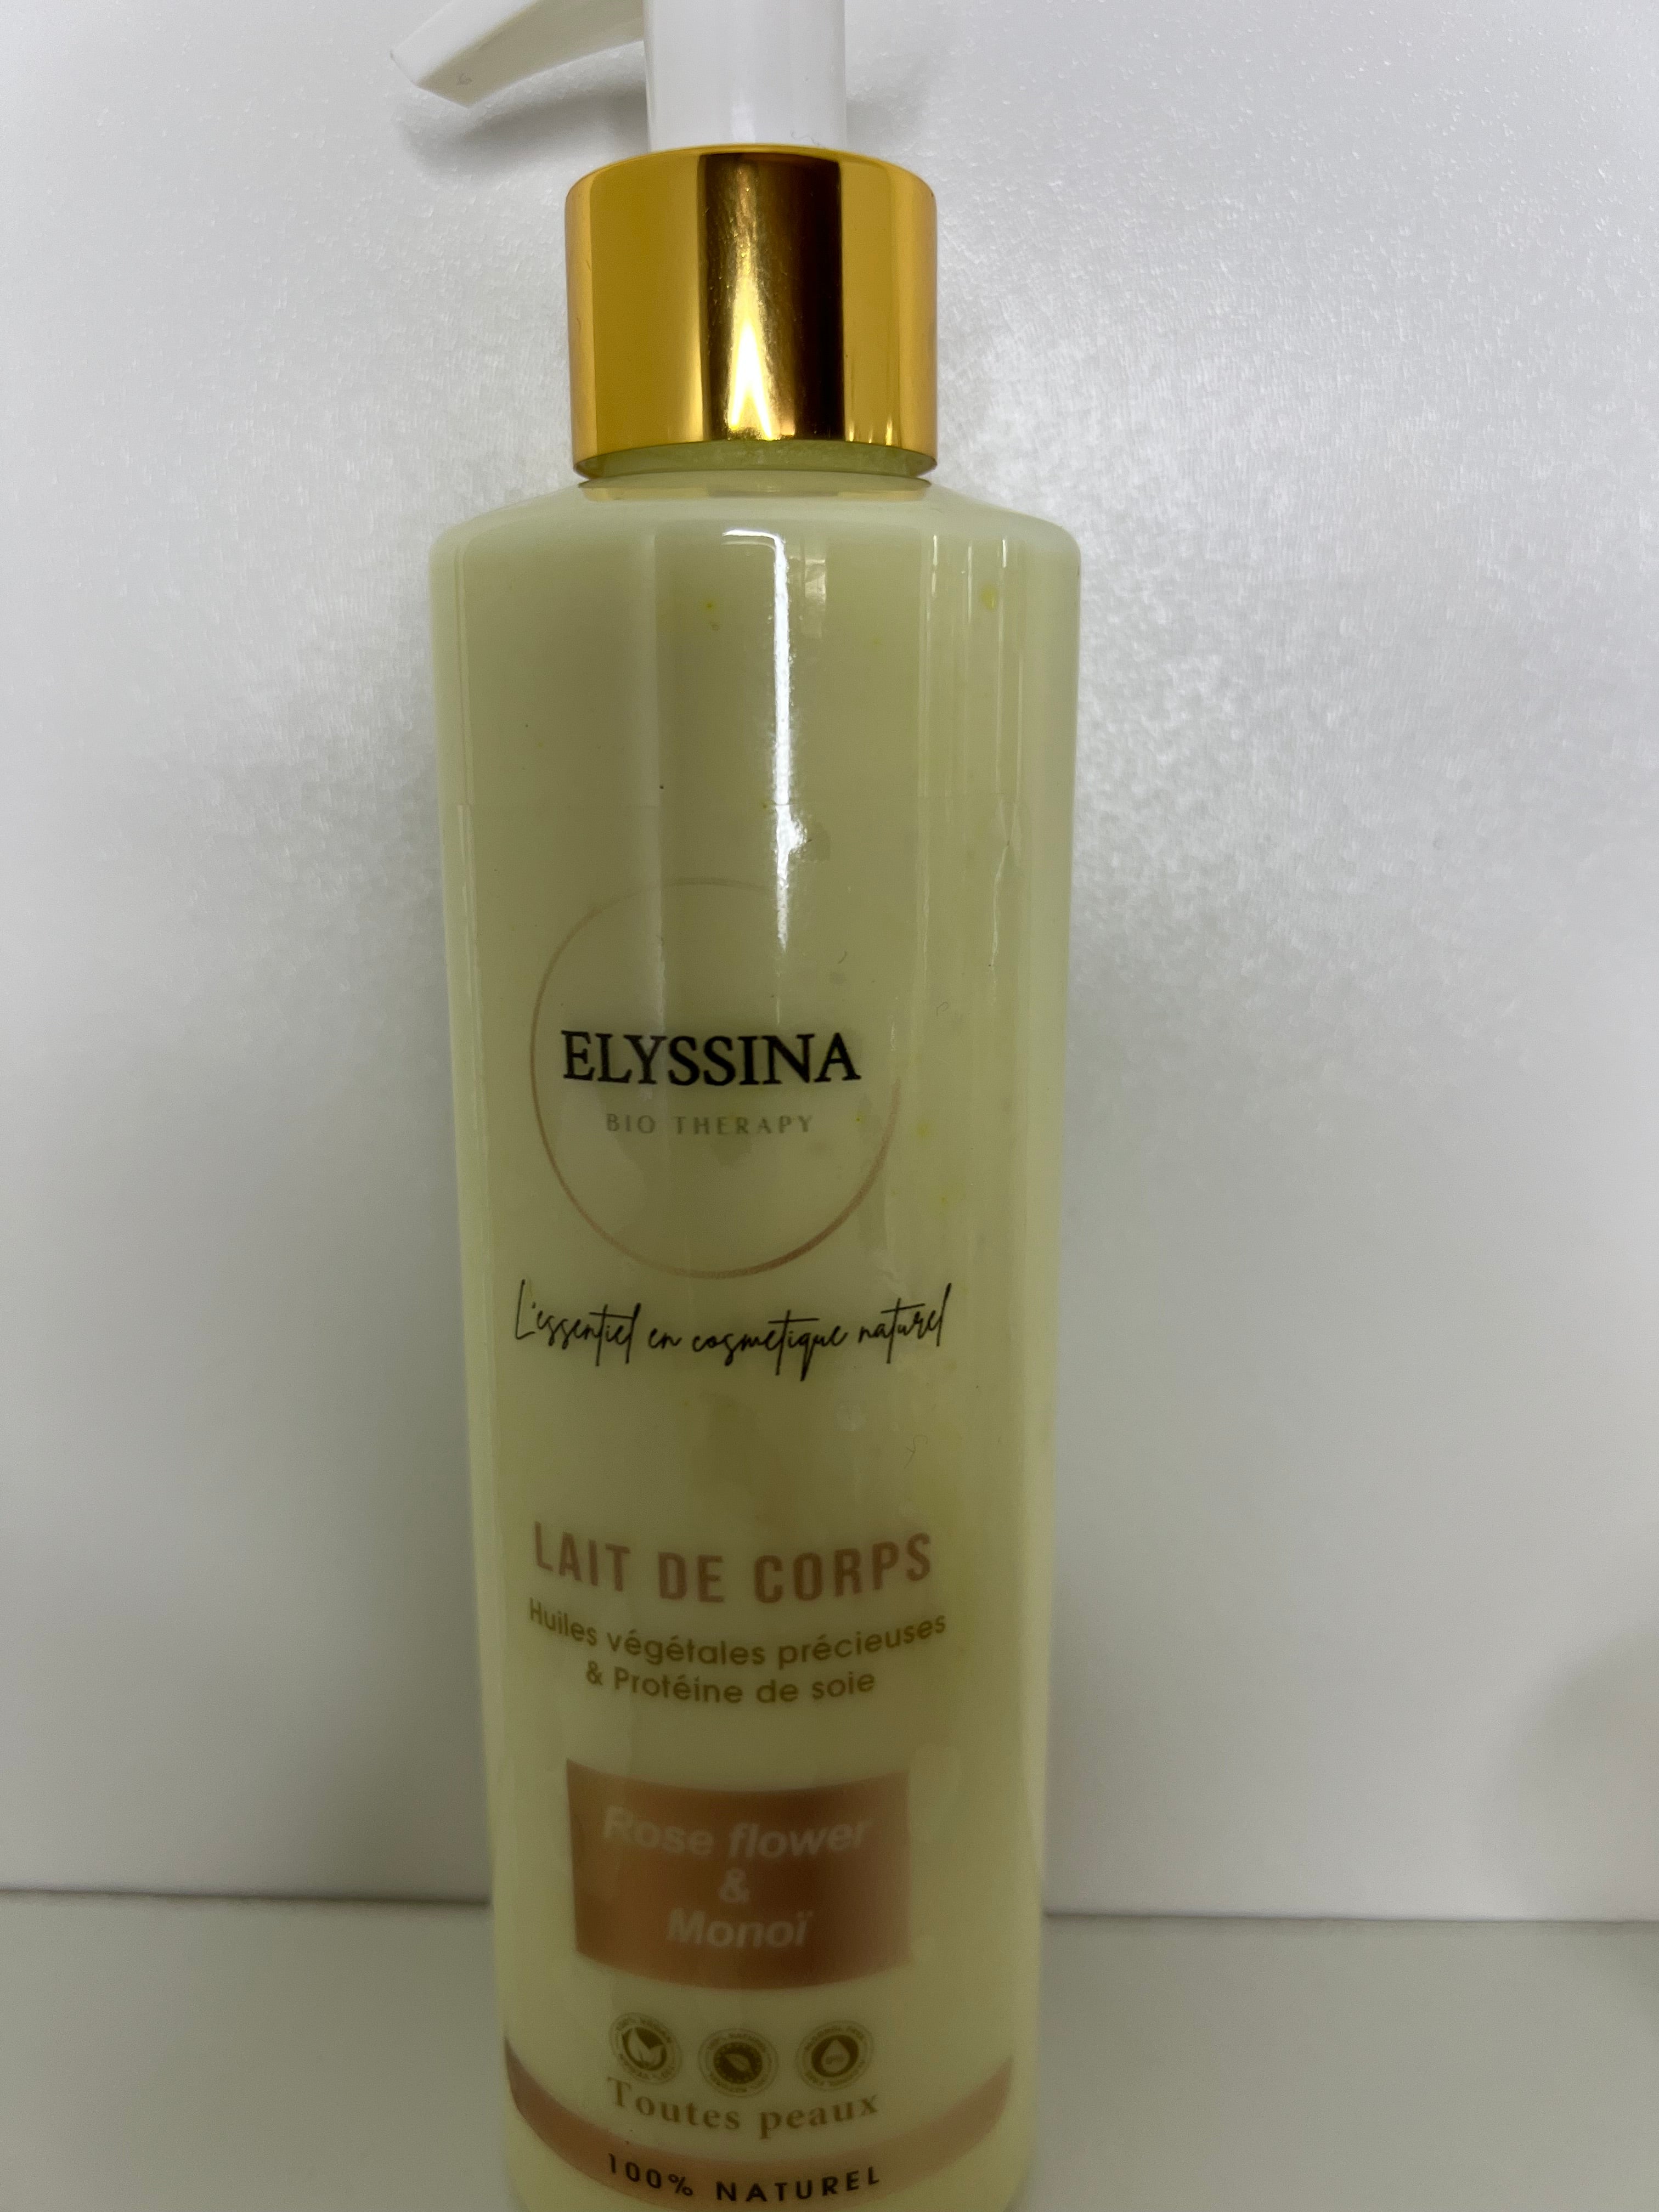 ELYSSINA
BIO THERAPY
L'essentiel en cosmetique naturel
LAIT DE CORPS
Huiles végétales précieuses
& Protéine de soie
Rose flower
&
Monoï
Toutes peaux
100% NATUREL